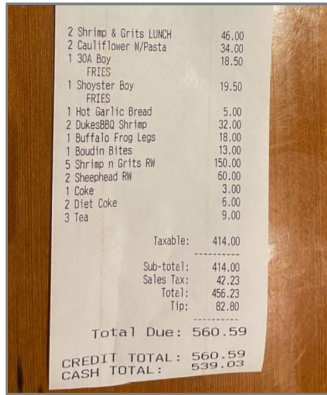 2 Shrimp & Grits LUNCH 46.00
2 Cauliflower W/Pasta 34.00
1 30A Boy 18.50
FRIES
1 Shoyster Boy 19.50
FRIES
1 Hot Garlic Bread 5.00
2 DukesBBQ Shrimp 32.00
1 Buffalo Frog Legs 18.00
1 Boudin Bites 13.00
5 Shrimp n Grits RW 150.00
2 Sheephead RW 60.00
1 Coke 3.00
2 Diet Coke 6.00
3 Tea 9.00
Taxable: 414.00
Sub-total: 414.00
Sales Tax: 42.23
Total: 456.23
Tip: 82.80
Total Due: 560.59
CREDIT TOTAL: 560.59
CASH TOTAL: 539.03